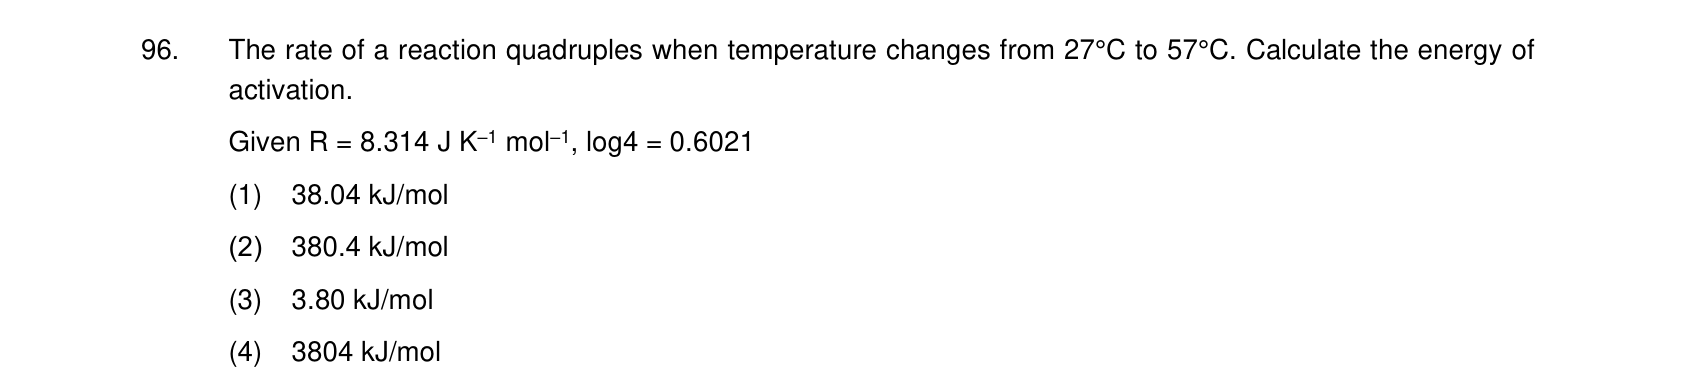 96. The rate of a reaction quadruples when temperature changes from 27°C to 57°C. Calculate the energy of
activation.
Given R = 8.314 J K⁻¹ mol⁻¹, log4 = 0.6021
(1) 38.04 kJ/mol
(2) 380.4 kJ/mol
(3) 3.80 kJ/mol
(4) 3804 kJ/mol